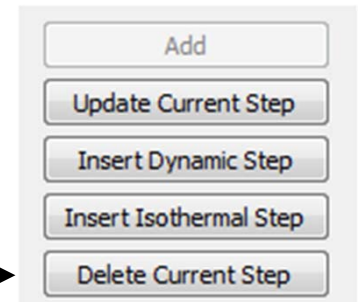 Add
Update Current Step
Insert Dynamic Step
Insert Isothermal Step
Delete Current Step